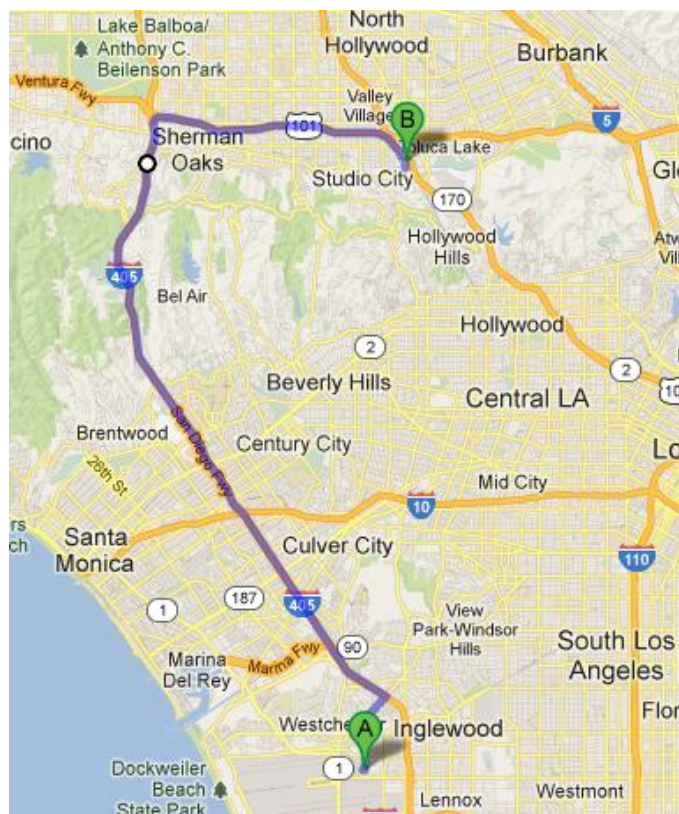 Lake Balboa/
Anthony C.
Beilenson Park
North
Hollywood
Burbank
Ventura Fwy
Valley
Village
B
5
101
cino
Sherman
Oaks
Toluca Lake
Studio City
170
Hollywood
Hills
405
Bel Air
Hollywood
2
2
Beverly Hills
Central LA
Brentwood
San Diego Fwy
Century City
26th St
Mid City
10
Santa
Monica
Culver City
110
1
187
405
View
Park-Windsor
Hills
90
South Los
Angeles
Marina
Del Rey
Marina Fwy
A
Inglewood
1
Dockweiler
Beach
State Park
Lennox
Westmont